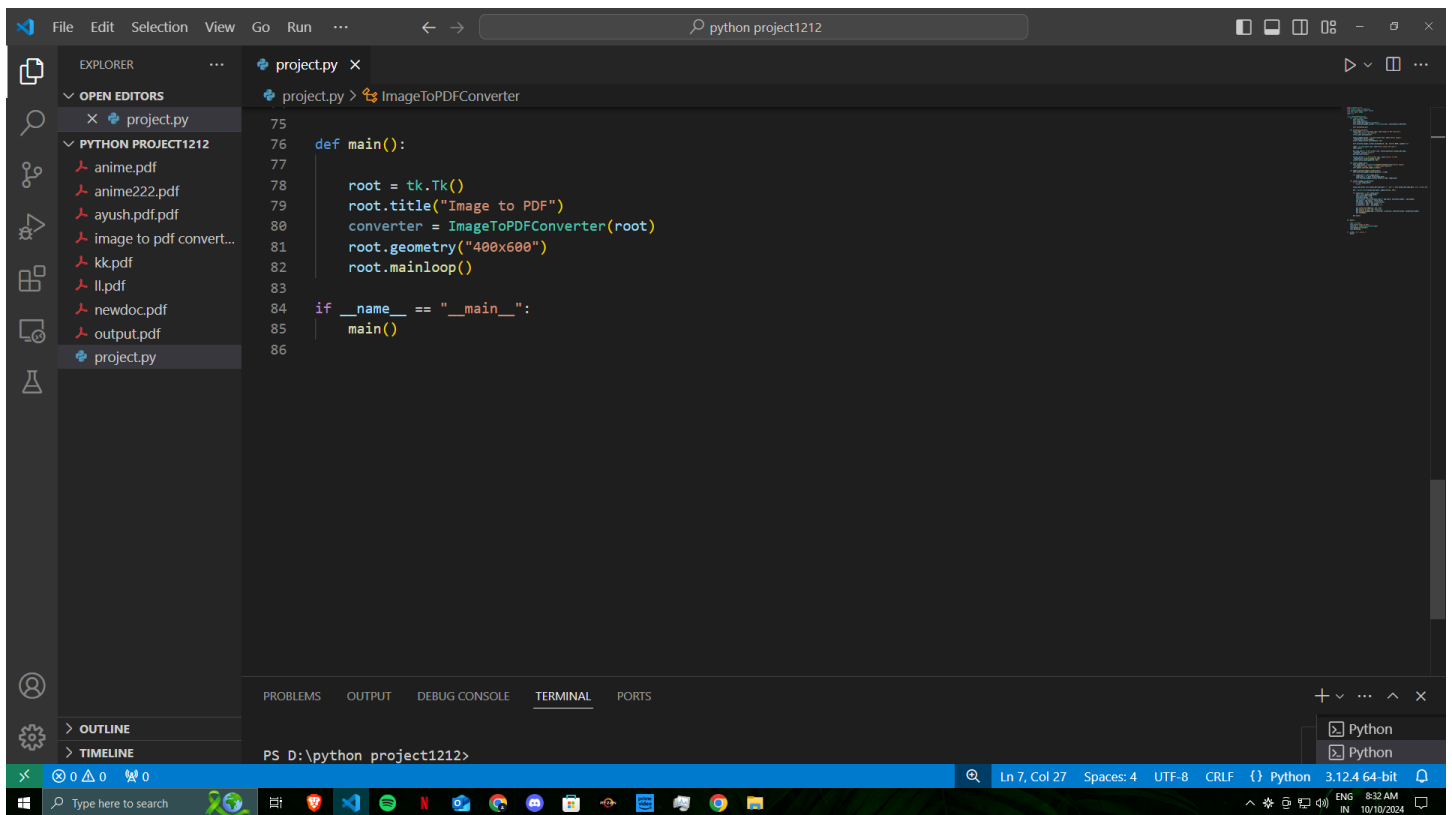 File Edit Selection View Go Run ··· python project1212
EXPLORER ···
OPEN EDITORS
project.py
PYTHON PROJECT1212
anime.pdf
anime222.pdf
ayush.pdf.pdf
image to pdf convert...
kk.pdf
ll.pdf
newdoc.pdf
output.pdf
project.py
OUTLINE
TIMELINE
project.py
project.py > ImageToPDFConverter
75
76 def main():
77
78 root = tk.Tk()
79 root.title("Image to PDF")
80 converter = ImageToPDFConverter(root)
81 root.geometry("400x600")
82 root.mainloop()
83
84 if __name__ == "__main__":
85 main()
86
PROBLEMS OUTPUT DEBUG CONSOLE TERMINAL PORTS
PS D:\python project1212>
Python
Python
0 0 0 Ln 7, Col 27 Spaces: 4 UTF-8 CRLF {} Python 3.12.4 64-bit
Type here to search
ENG 8:32 AM
IN 10/10/2024